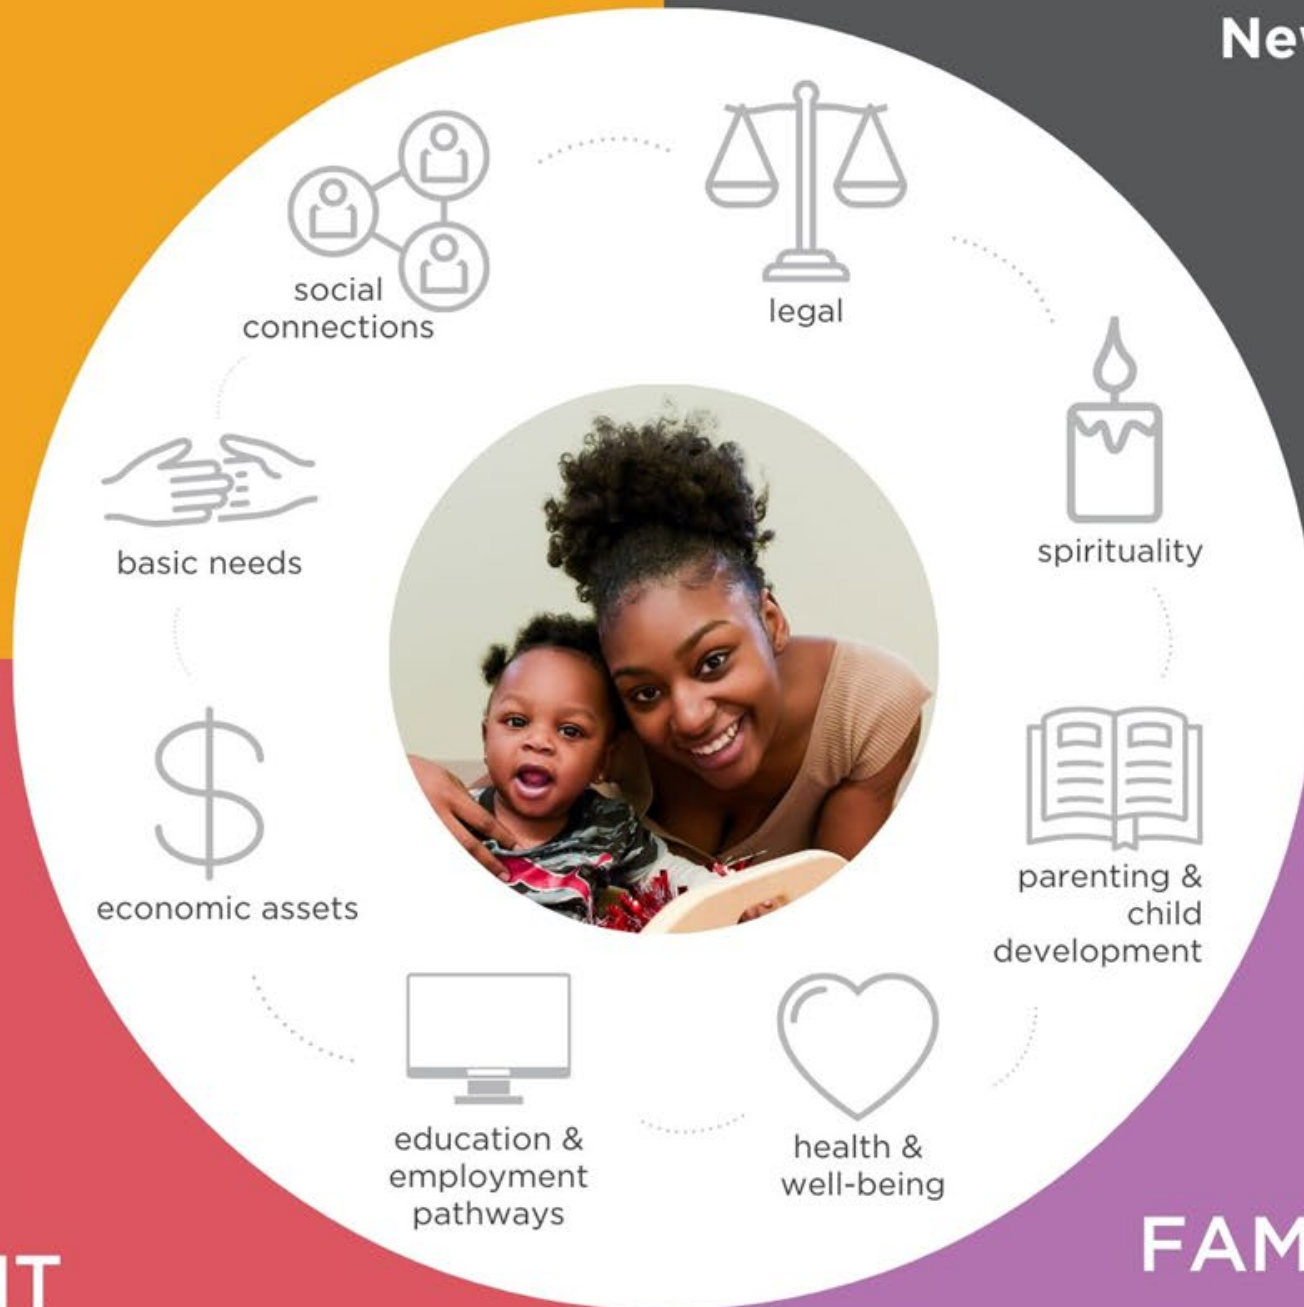 social
connections
legal
basic needs
spirituality
economic assets
parenting &
child
development
education &
employment
pathways
health &
well-being